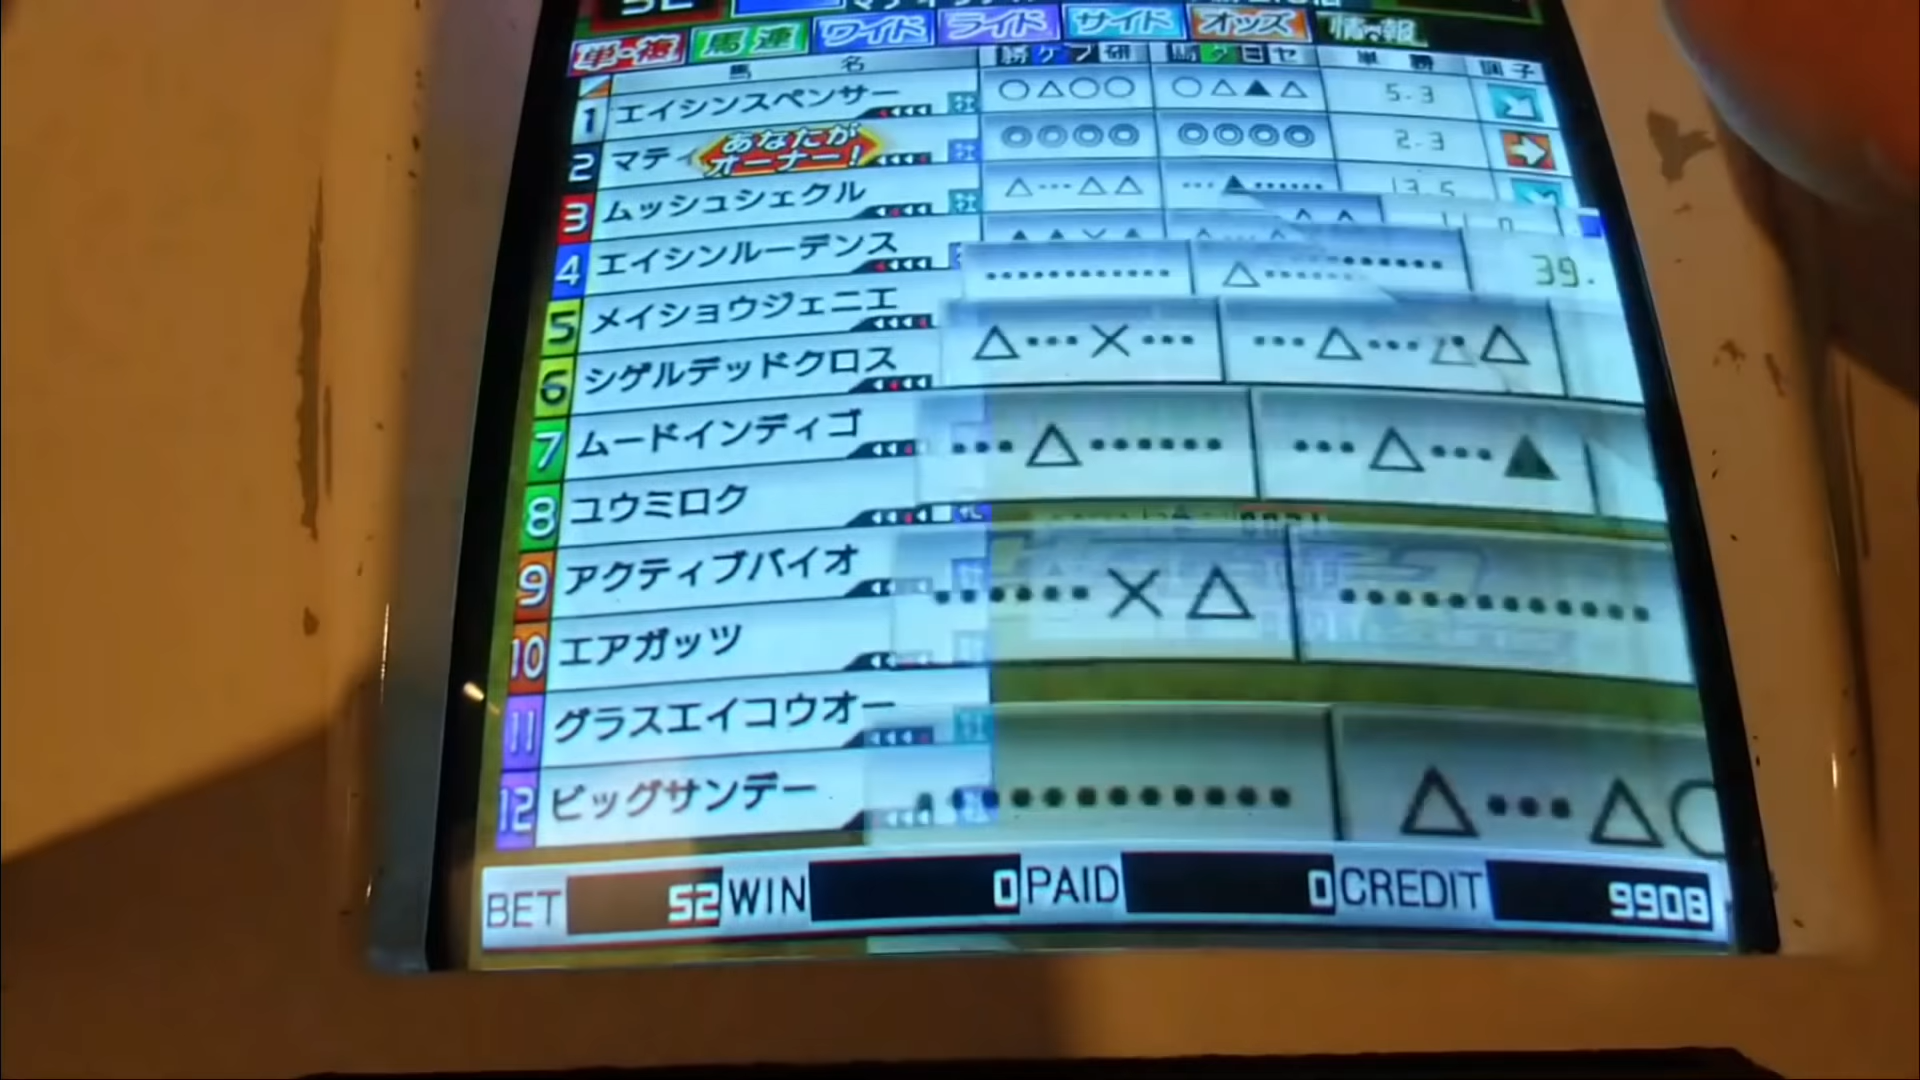 52
単・複 馬連 ワイド ライド サイド オッズ 情報
馬名 勝ケフ研 単勝 調子
1 エイシンスペンサー ○△○○ ○△▲△ 5.3
2 マティ あなたがオーナー! ◎◎◎◎ ◎◎◎◎ 2.3
3 ムッシュシェクル 13.5
4 エイシンルーデンス
5 メイショウジェニエ 39.
6 シゲルデッドクロス
7 ムードインディゴ
8 ユウミロク
9 アクティブバイオ
10 エアガッツ
11 グラスエイコウオー
12 ビッグサンデー
BET 52 WIN 0 PAID 0 CREDIT 9908